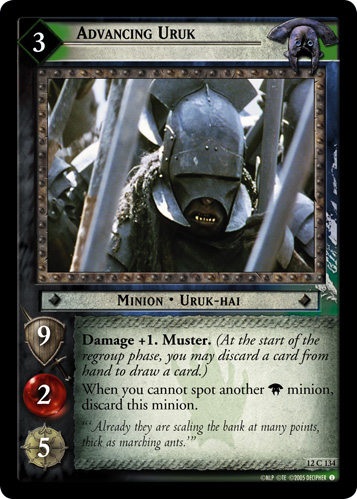 3
ADVANCING URUK
MINION • URUK-HAI
9
Damage +1. Muster. (At the start of the
regroup phase, you may discard a card from
hand to draw a card.)
2
When you cannot spot another minion,
discard this minion.
5
“‘Already they are scaling the bank at many points,
thick as marching ants.’”
12 C 134
©NLP ©TE ©2005 DECIPHER